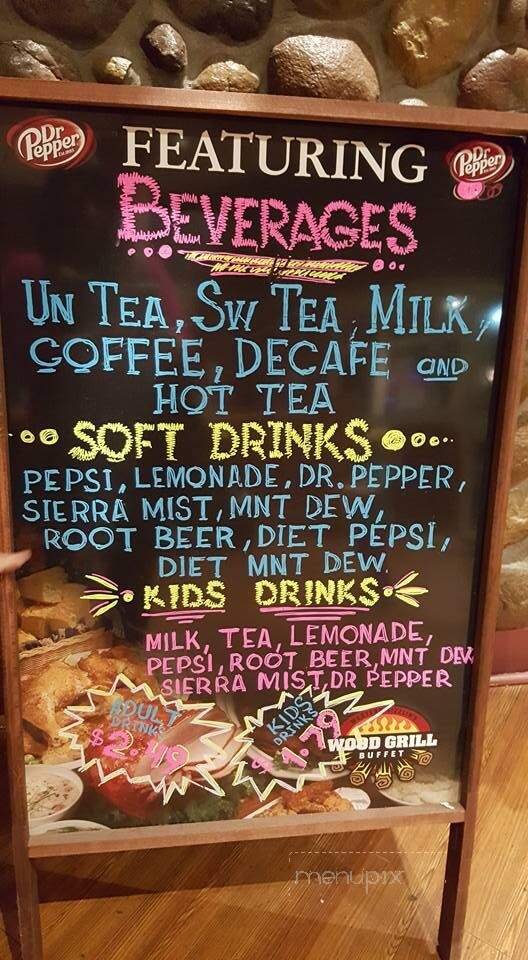 Dr Pepper
FEATURING
Dr Pepper
BEVERAGES
UN TEA, SW TEA, MILK,
COFFEE, DECAFE AND
HOT TEA
SOFT DRINKS
PEPSI, LEMONADE, DR. PEPPER,
SIERRA MIST, MNT DEW,
ROOT BEER, DIET PEPSI,
DIET MNT DEW.
KIDS DRINKS
MILK, TEA, LEMONADE,
PEPSI, ROOT BEER, MNT DEW
SIERRA MIST, DR PEPPER
ADULT
DRINKS
$2.49
KIDS
DRINKS
$1.79
WOOD GRILL
BUFFET
menupix